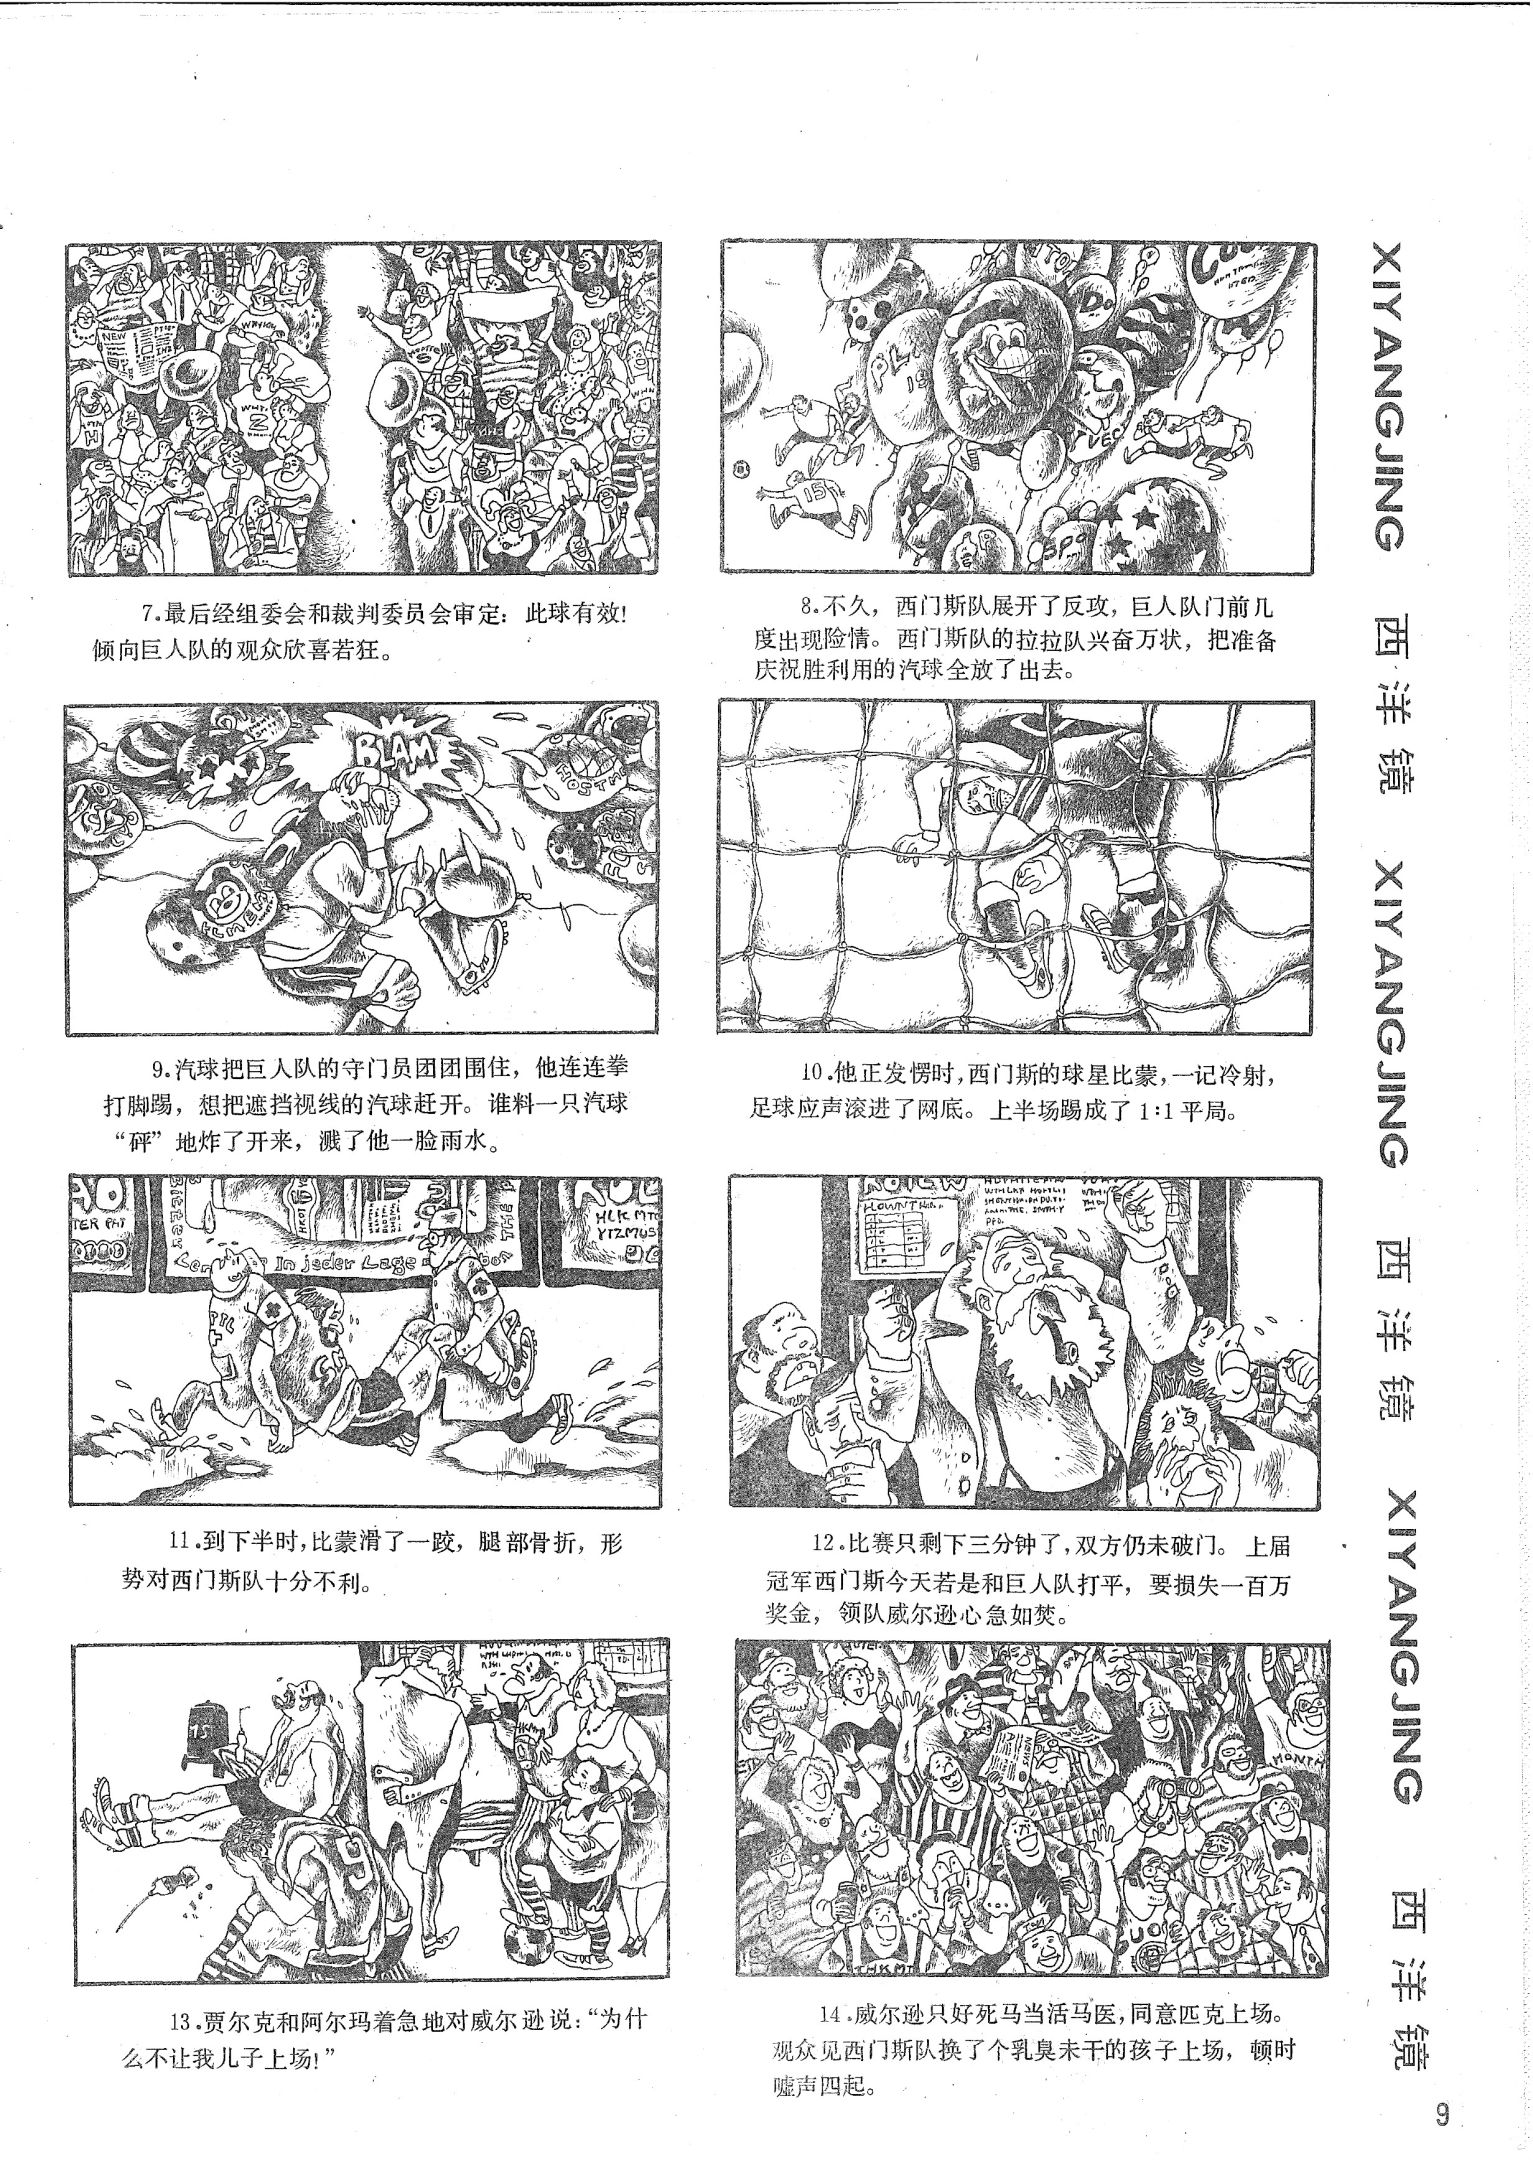 7.最后经组委会和裁判委员会审定：此球有效！
倾向巨人队的观众欣喜若狂。
8.不久，西门斯队展开了反攻，巨人队门前几
度出现险情。西门斯队的拉拉队兴奋万状，把准备
庆祝胜利用的汽球全放了出去。
BLAM
9.汽球把巨人队的守门员团团围住，他连连拳
打脚踢，想把遮挡视线的汽球赶开。谁料一只汽球
“砰”地炸了开来，溅了他一脸雨水。
10.他正发愣时，西门斯的球星比蒙，一记冷射，
足球应声滚进了网底。上半场踢成了1：1平局。
In jeder Lage
11.到下半时，比蒙滑了一跤，腿部骨折，形
势对西门斯队十分不利。
12.比赛只剩下三分钟了，双方仍未破门。上届
冠军西门斯今天若是和巨人队打平，要损失一百万
奖金，领队威尔逊心急如焚。
9
13.贾尔克和阿尔玛着急地对威尔逊说：“为什
么不让我儿子上场！”
14.威尔逊只好死马当活马医，同意匹克上场。
观众见西门斯队换了个乳臭未干的孩子上场，顿时
嘘声四起。
XIYANGJING 西洋镜 XIYANGJING 西洋镜 XIYANGJING 西洋镜
9